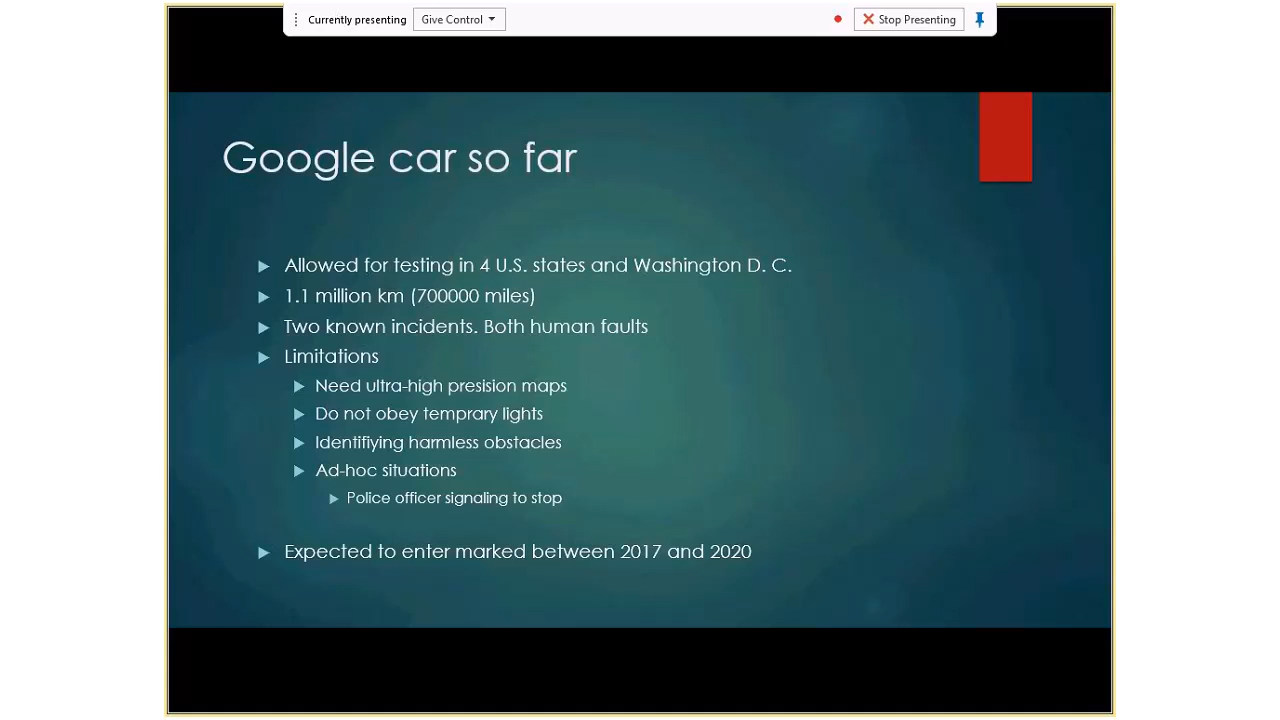 Currently presenting Give Control Stop Presenting
Google car so far
Allowed for testing in 4 U.S. states and Washington D. C.
1.1 million km (700000 miles)
Two known incidents. Both human faults
Limitations
Need ultra-high presision maps
Do not obey temprary lights
Identifiying harmless obstacles
Ad-hoc situations
Police officer signaling to stop
Expected to enter marked between 2017 and 2020